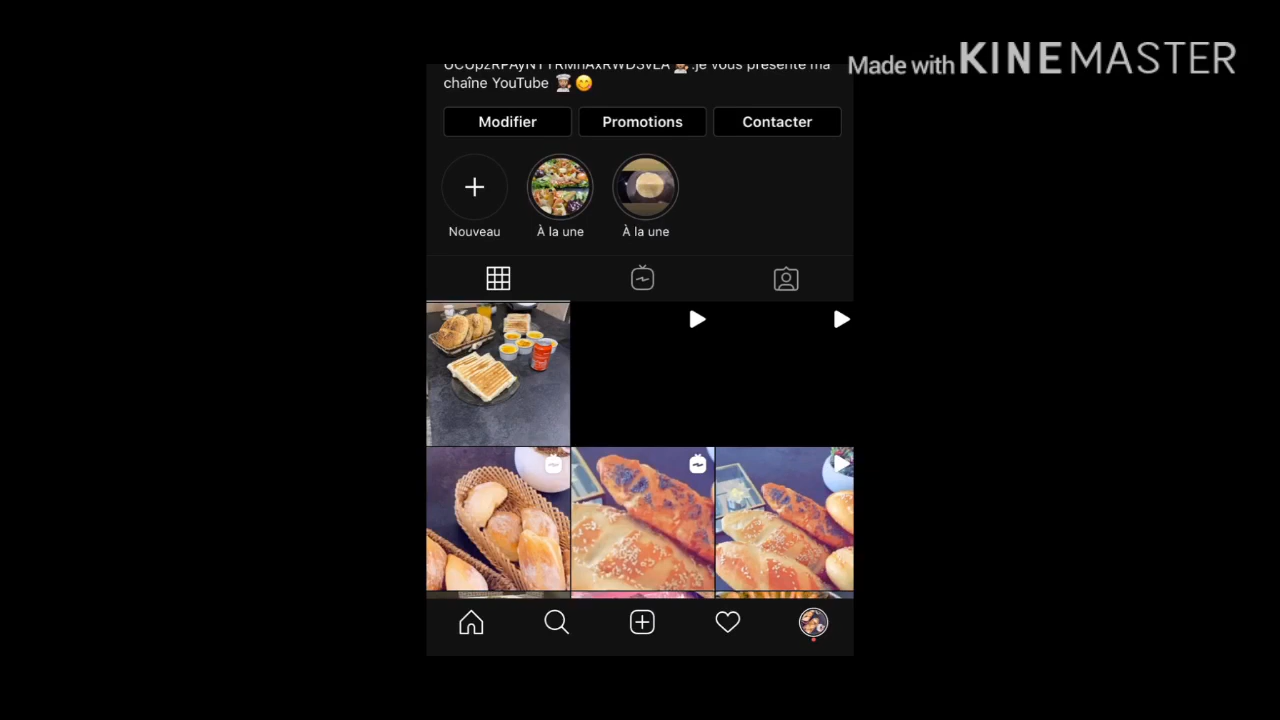 Made with KINEMASTER
.je vous présente ma
chaîne YouTube
Modifier
Promotions
Contacter
Nouveau
À la une
À la une